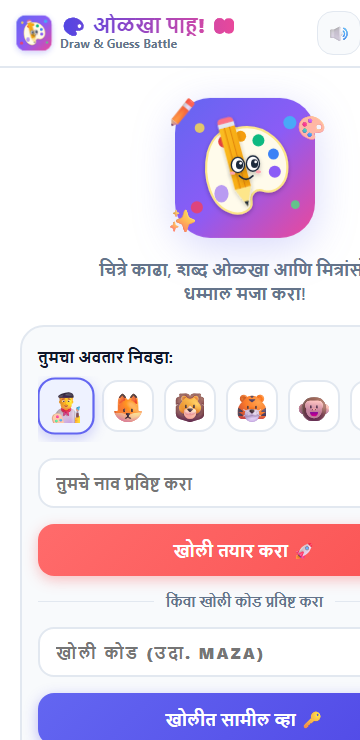 ओळखा पाहू!
Draw & Guess Battle
चित्रे काढा, शब्द ओळखा आणि
धम्माल मजा करा!
तुमचा अवतार निवडा:
तुमचे नाव प्रविष्ट करा
खोली तयार करा
किंवा खोली कोड प्रविष्ट करा
खोली कोड (उदा. MAZA)
खोलीत सामील व्हा